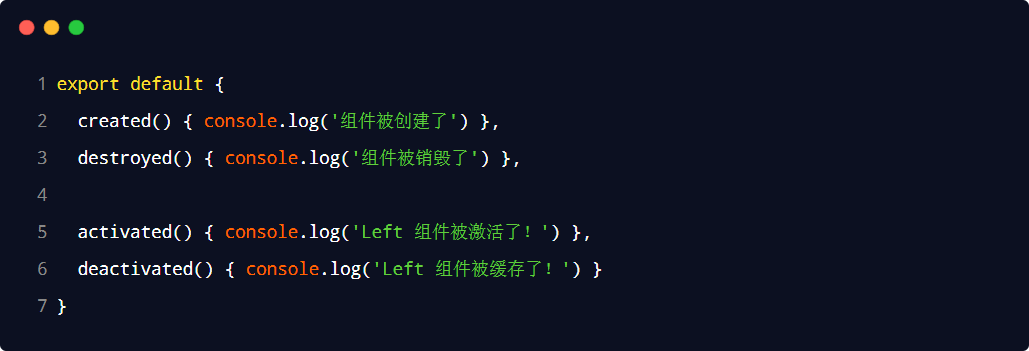 1 export default {
2   created() { console.log('组件被创建了') },
3   destroyed() { console.log('组件被销毁了') },
4
5   activated() { console.log('Left 组件被激活了！') },
6   deactivated() { console.log('Left 组件被缓存了！') }
7 }